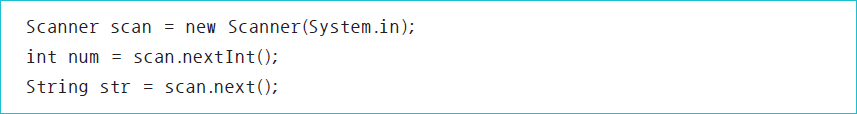 Scanner scan = new Scanner(System.in);
int num = scan.nextInt();
String str = scan.next();